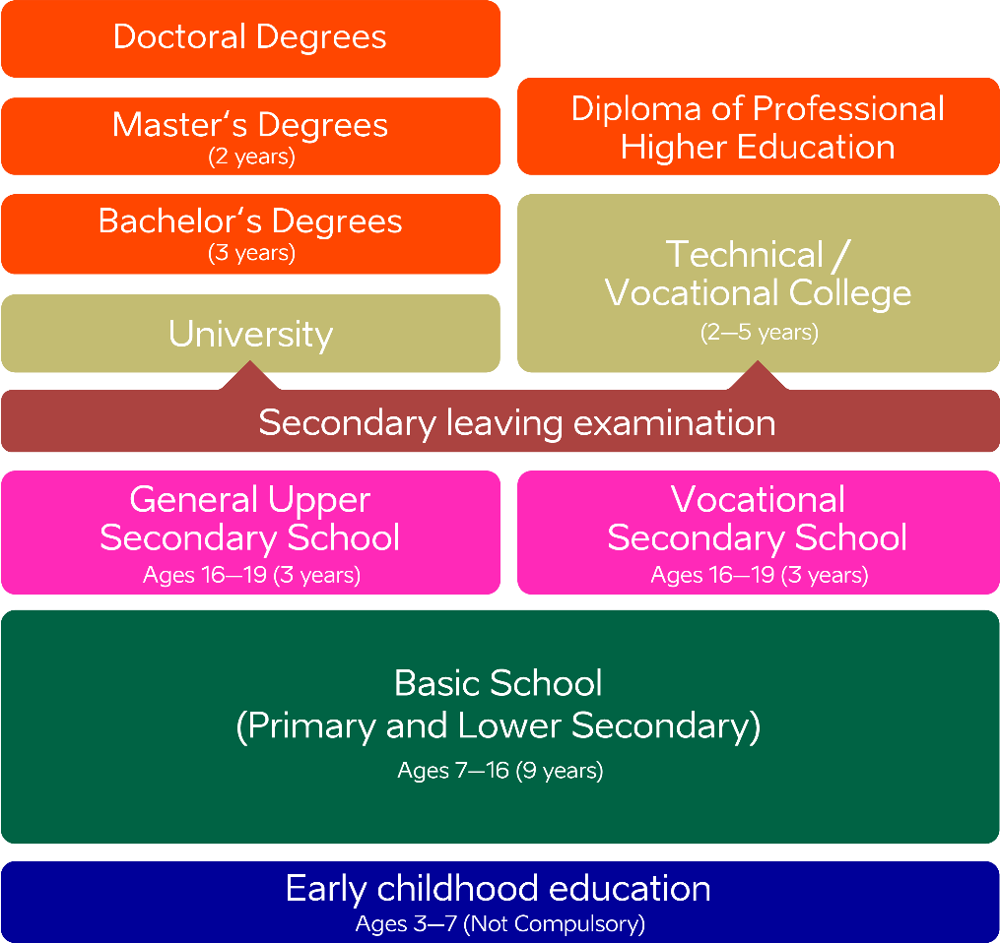 Doctoral Degrees
Master‘s Degrees
(2 years)
Bachelor‘s Degrees
(3 years)
University
Diploma of Professional
Higher Education
Technical /
Vocational College
(2—5 years)
Secondary leaving examination
General Upper
Secondary School
Ages 16—19 (3 years)
Vocational
Secondary School
Ages 16—19 (3 years)
Basic School
(Primary and Lower Secondary)
Ages 7—16 (9 years)
Early childhood education
Ages 3—7 (Not Compulsory)